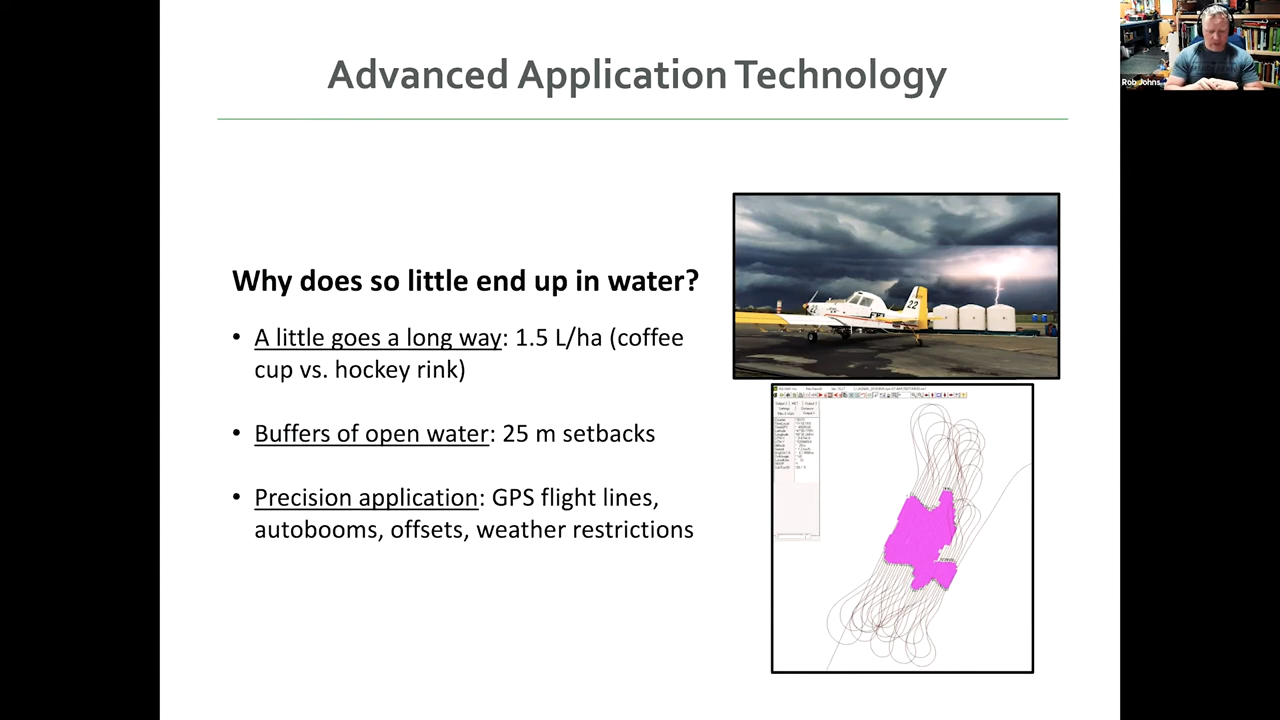 Advanced Application Technology
Rob Johns
Why does so little end up in water?
• A little goes a long way: 1.5 L/ha (coffee
cup vs. hockey rink)
• Buffers of open water: 25 m setbacks
• Precision application: GPS flight lines,
autobooms, offsets, weather restrictions
22